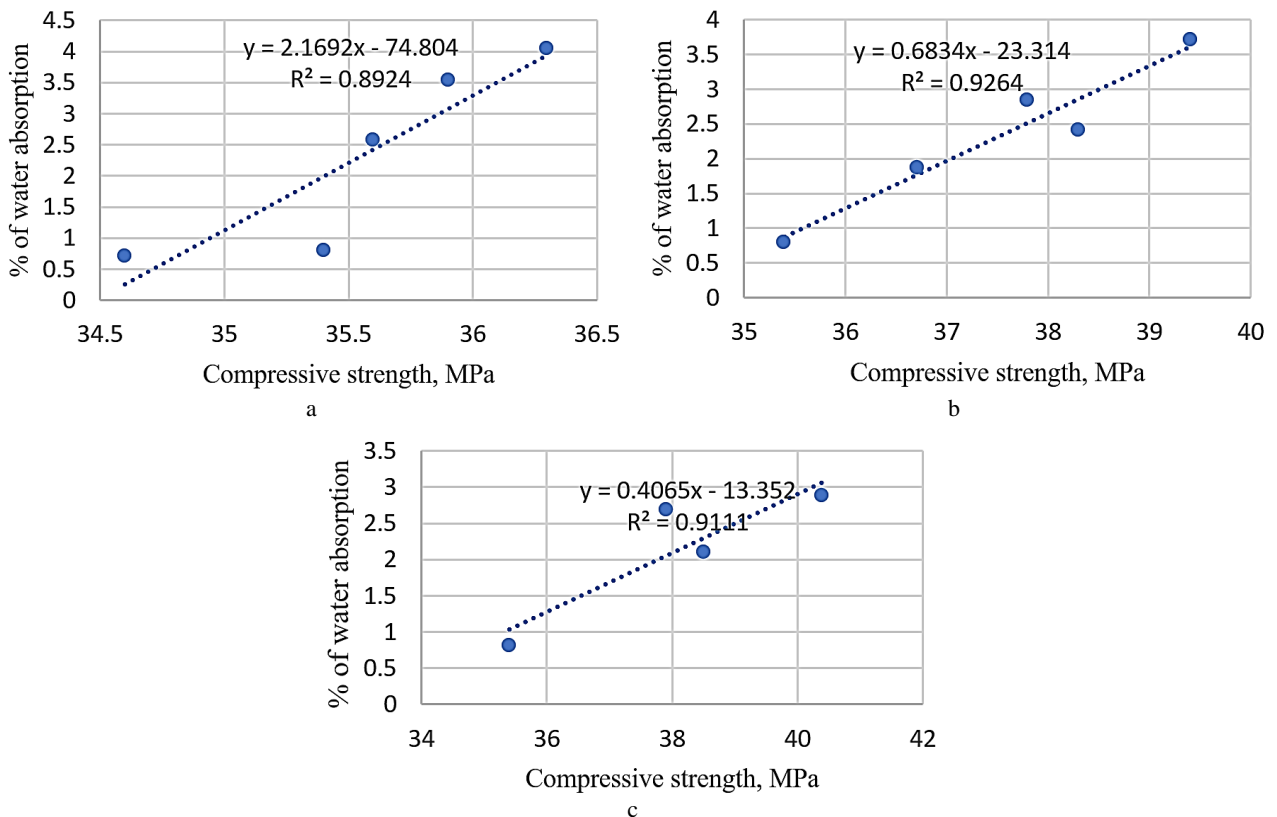 % of water absorption
4.5
4
3.5
3
2.5
2
1.5
1
0.5
0
y = 2.1692x - 74.804
R² = 0.8924
34.5 35 35.5 36 36.5
Compressive strength, MPa
a
% of water absorption
4
3.5
3
2.5
2
1.5
1
0.5
0
y = 0.6834x - 23.314
R² = 0.9264
35 36 37 38 39 40
Compressive strength, MPa
b
% of water absorption
3.5
3
2.5
2
1.5
1
0.5
0
y = 0.4065x - 13.352
R² = 0.9111
34 36 38 40 42
Compressive strength, MPa
c